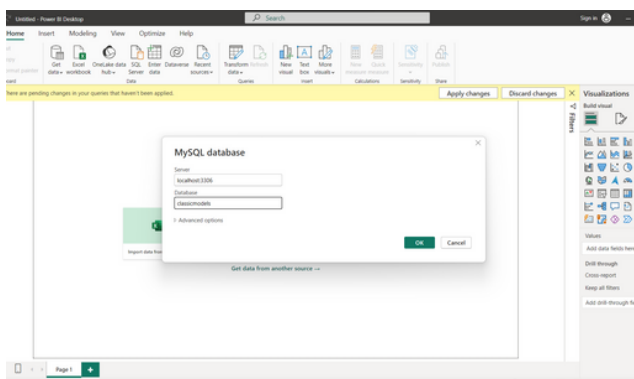 Untitled - Power BI Desktop
Search
Sign in
Home Insert Modeling View Optimize Help
Get data
Excel workbook
OneLake data hub
SQL Server
Enter data
Dataverse
Recent sources
Transform data
Refresh
New visual
Text box
More visuals
New measure
Quick measure
Sensitivity
Publish
Data
Queries
Insert
Calculations
Sensitivity
Share
here are pending changes in your queries that haven't been applied.
Apply changes
Discard changes
MySQL database
Server
localhost:3306
Database
classicmodels
Advanced options
OK
Cancel
Import data from
Get data from another source →
Filters
Visualizations
Build visual
Values
Add data fields her
Drill through
Cross-report
Keep all filters
Add drill-through fi
Page 1